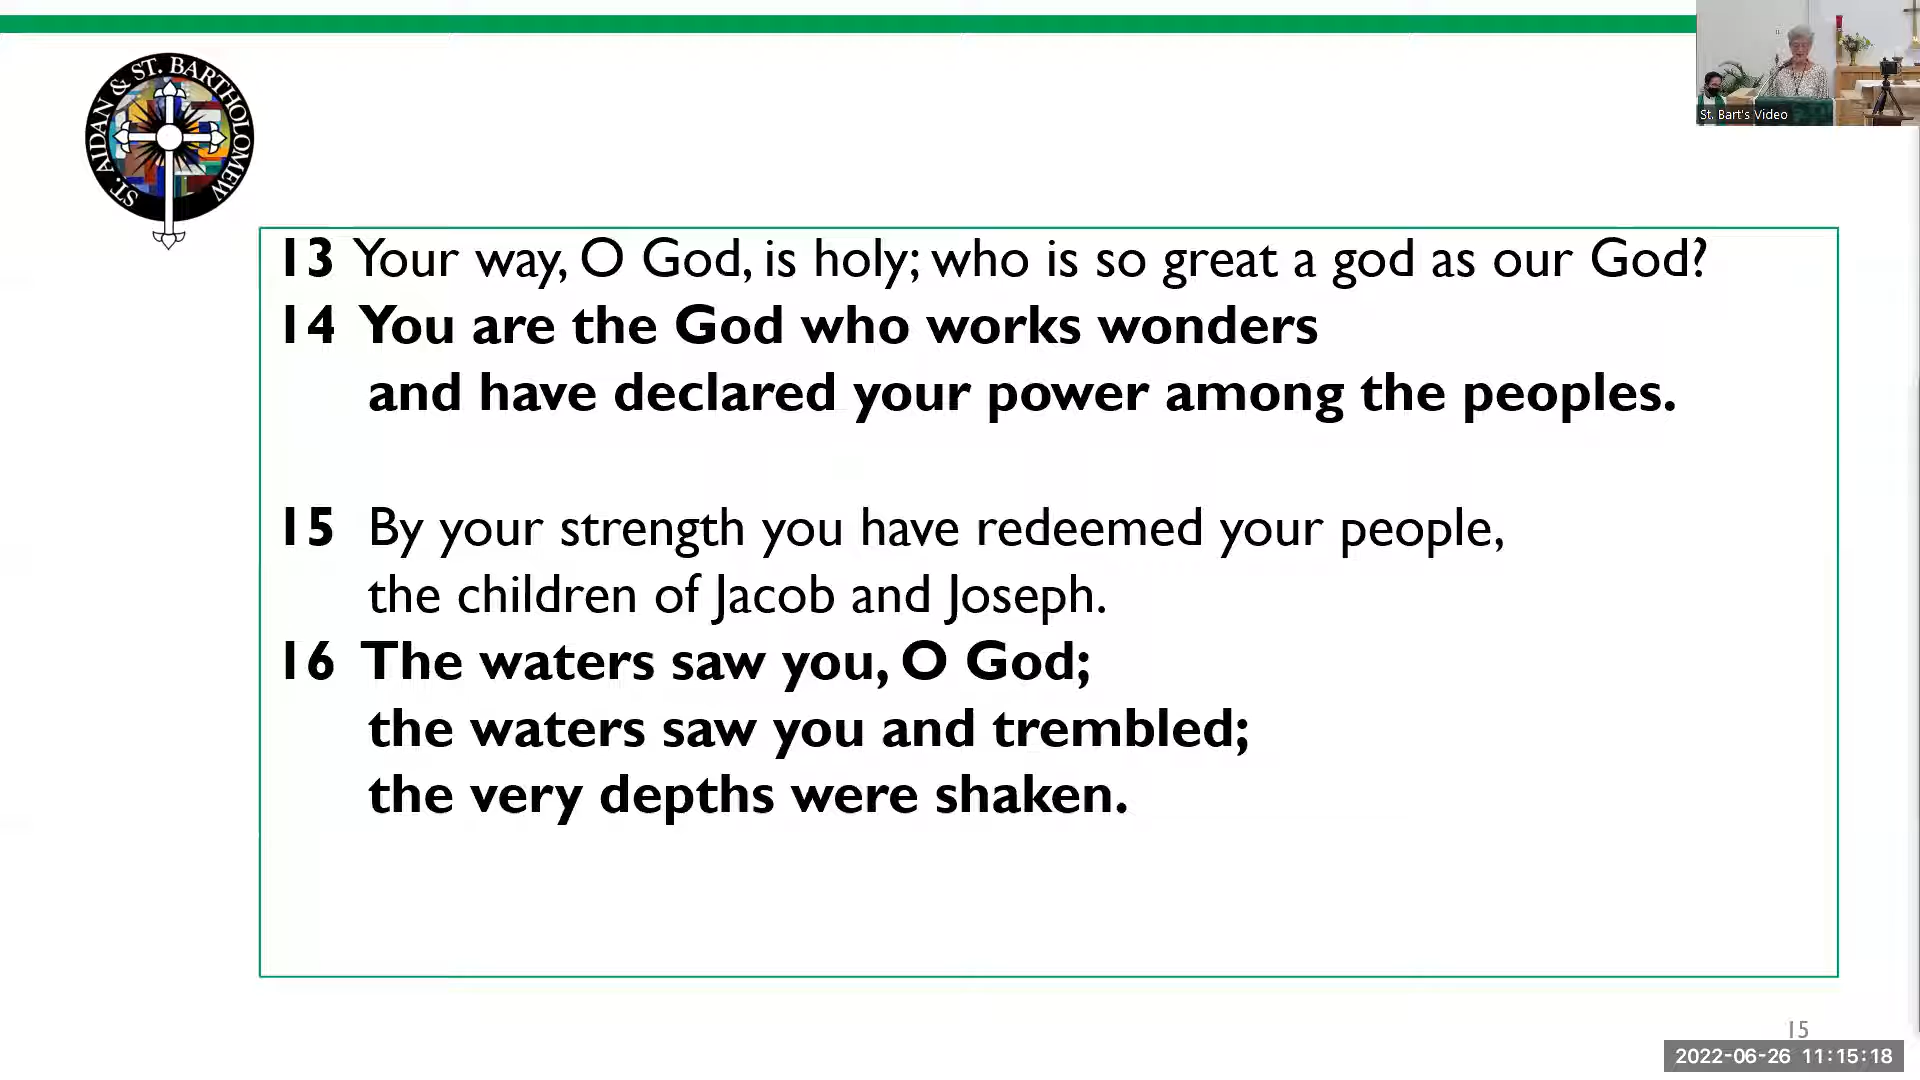 ST. AIDAN & ST. BARTHOLOMEW
St. Bart's Video
13 Your way, O God, is holy; who is so great a god as our God?
14 You are the God who works wonders
and have declared your power among the peoples.
15 By your strength you have redeemed your people,
the children of Jacob and Joseph.
16 The waters saw you, O God;
the waters saw you and trembled;
the very depths were shaken.
15
2022-06-26 11:15:18